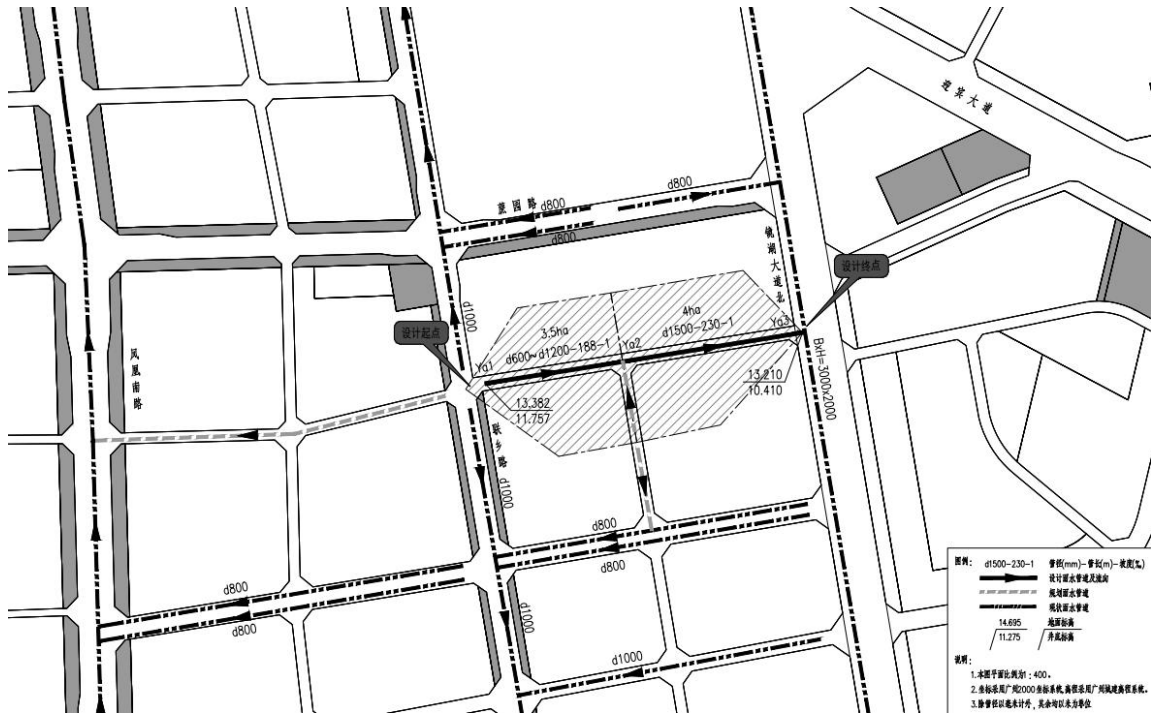 迎宾大道
d800
蓝园路
d800
d800
镜湖大道北
设计终点
d1000
4ha
3.5ha
d1500-230-1
Ya3
设计起点
d600~d1200-188-1
Ya2
Ya1
凤凰南路
13.210
10.410
BxH=3000x2000
13.382
11.757
联乡路
d1000
d800
d800
d800
d800
d1000
d1000
图例:
d1500-230-1
管径(mm)-管长(m)-坡度(‰)
设计雨水管道及流向
规划雨水管道
现状雨水管道
14.695
地面标高
11.275
井底标高
说明:
1.本图平面比例为1:400。
2.坐标采用广州2000坐标系统,高程采用广州城建高程系统。
3.除管径以毫米计外,其余均以米为单位